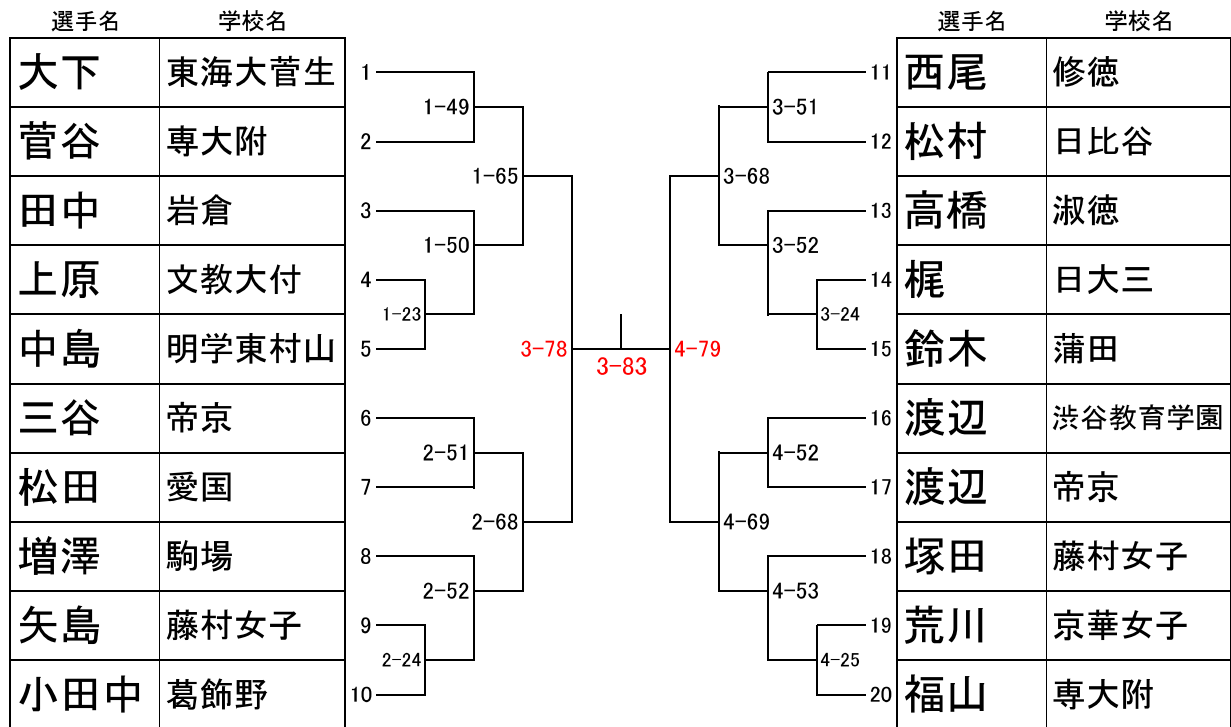 選手名 学校名 選手名 学校名
大下 東海大菅生 1 11 西尾 修徳
1-49 3-51
菅谷 専大附 2 12 松村 日比谷
1-65 3-68
田中 岩倉 3 13 高橋 淑徳
1-50 3-52
上原 文教大付 4 14 梶 日大三
1-23 3-24
中島 明学東村山 5 3-78 4-79 15 鈴木 蒲田
3-83
三谷 帝京 6 16 渡辺 渋谷教育学園
2-51 4-52
松田 愛国 7 17 渡辺 帝京
2-68 4-69
増澤 駒場 8 18 塚田 藤村女子
2-52 4-53
矢島 藤村女子 9 19 荒川 京華女子
2-24 4-25
小田中 葛飾野 10 20 福山 専大附